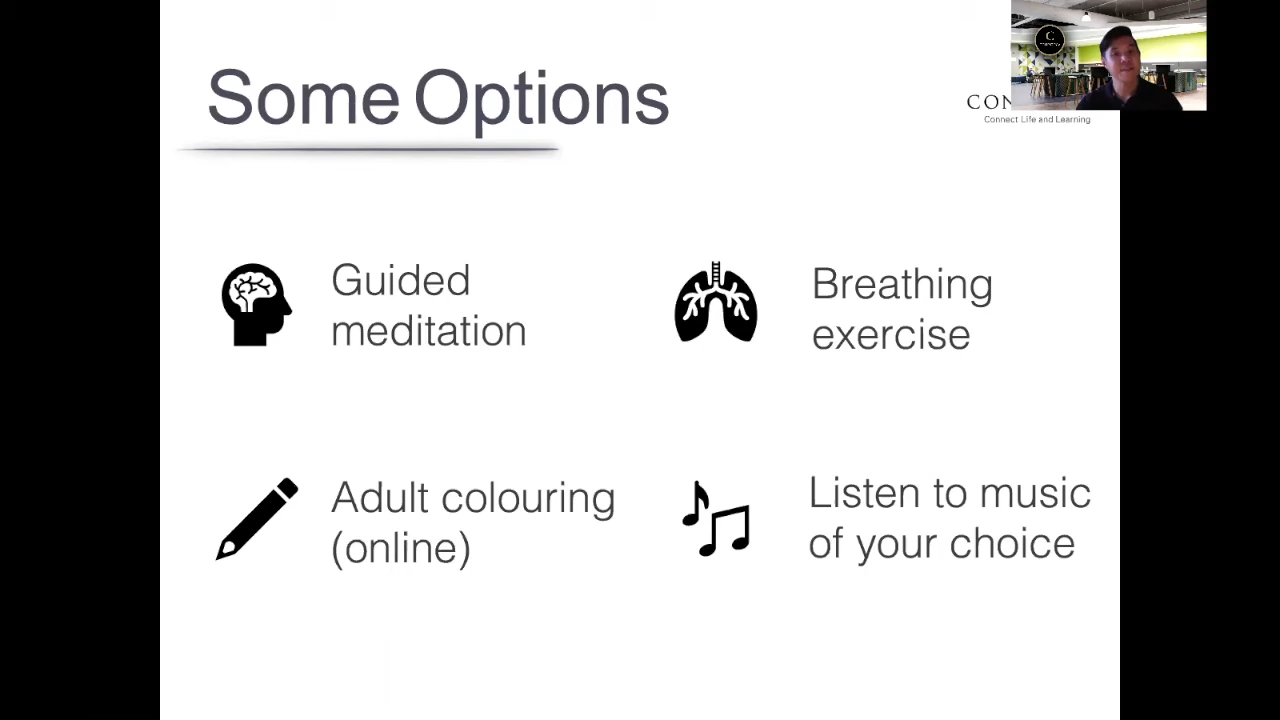 Some Options
Connect Life and Learning
Guided
meditation
Breathing
exercise
Adult colouring
(online)
Listen to music
of your choice